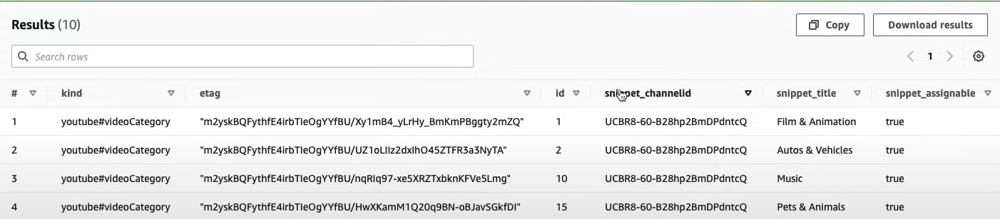 Results (10)
Copy
Download results
Search rows
1
# kind etag id snippet_channelid snippet_title snippet_assignable
1 youtube#videoCategory "m2yskBQFythfE4irbTIeOgYYfBU/Xy1mB4_yLrHy_BmKmPBggty2mZQ" 1 UCBR8-60-B28hp2BmDPdntcQ Film & Animation true
2 youtube#videoCategory "m2yskBQFythfE4irbTIeOgYYfBU/UZ1oLIIz2dxIhO45ZTFR3a3NyTA" 2 UCBR8-60-B28hp2BmDPdntcQ Autos & Vehicles true
3 youtube#videoCategory "m2yskBQFythfE4irbTIeOgYYfBU/nqRIq97-xe5XRZTxbknKFVe5Lmg" 10 UCBR8-60-B28hp2BmDPdntcQ Music true
4 youtube#videoCategory "m2yskBQFythfE4irbTIeOgYYfBU/HwXKamM1Q20q9BN-oBJavSGkfDI" 15 UCBR8-60-B28hp2BmDPdntcQ Pets & Animals true